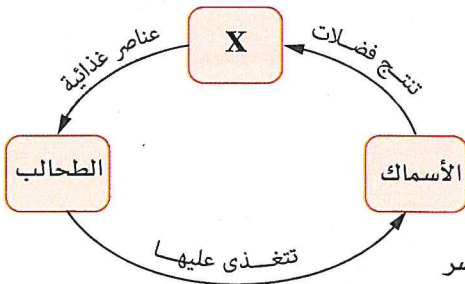 X
عناصر غذائية
تنتج فضلات
الطحالب
الأسماك
تتغذى عليها